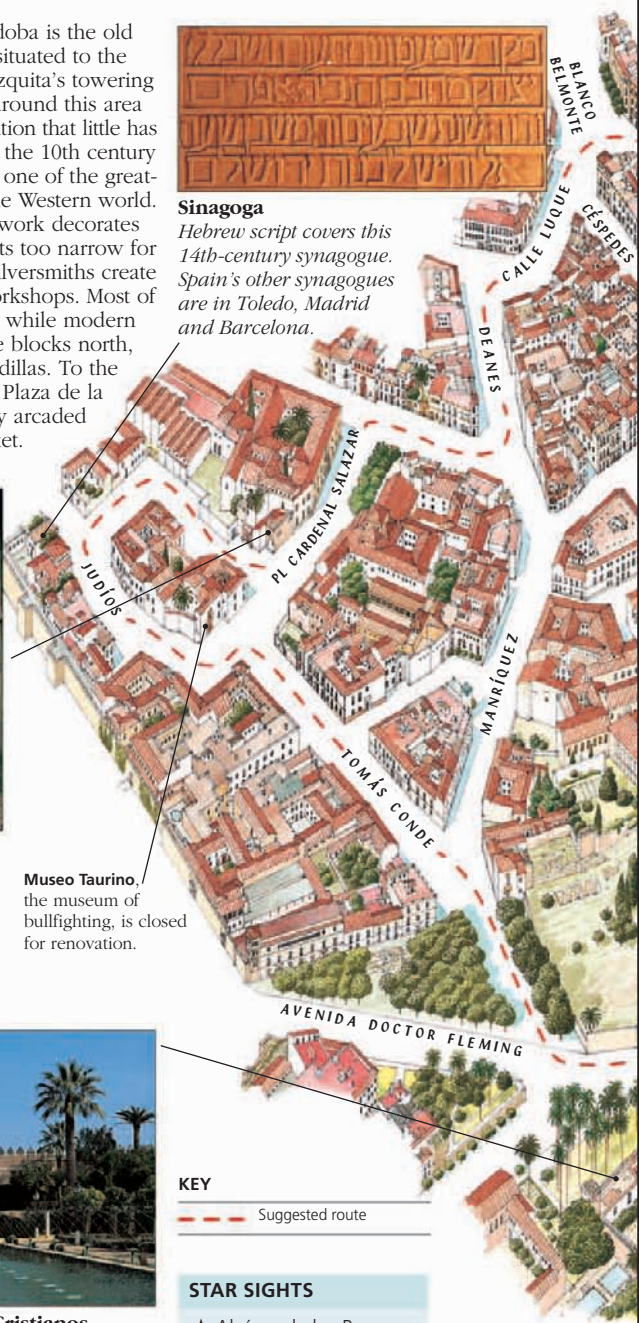 doba is the old
situated to the
zquita's towering
around this area
tion that little has
the 10th century
one of the great-
e Western world.
work decorates
ts too narrow for
lversmiths create
orkshops. Most of
while modern
e blocks north,
dillas. To the
Plaza de la
y arcaded
ket.
Sinagoga
Hebrew script covers this
14th-century synagogue.
Spain's other synagogues
are in Toledo, Madrid
and Barcelona.
BLANCO
BELMONTE
CALLE LUQUE
CÉSPEDES
DEANES
PL CARDENAL SALAZAR
JUDÍOS
MANRÍQUEZ
TOMÁS CONDE
Museo Taurino,
the museum of
bullfighting, is closed
for renovation.
AVENIDA DOCTOR FLEMING
KEY
Suggested route
STAR SIGHTS
Cristianos